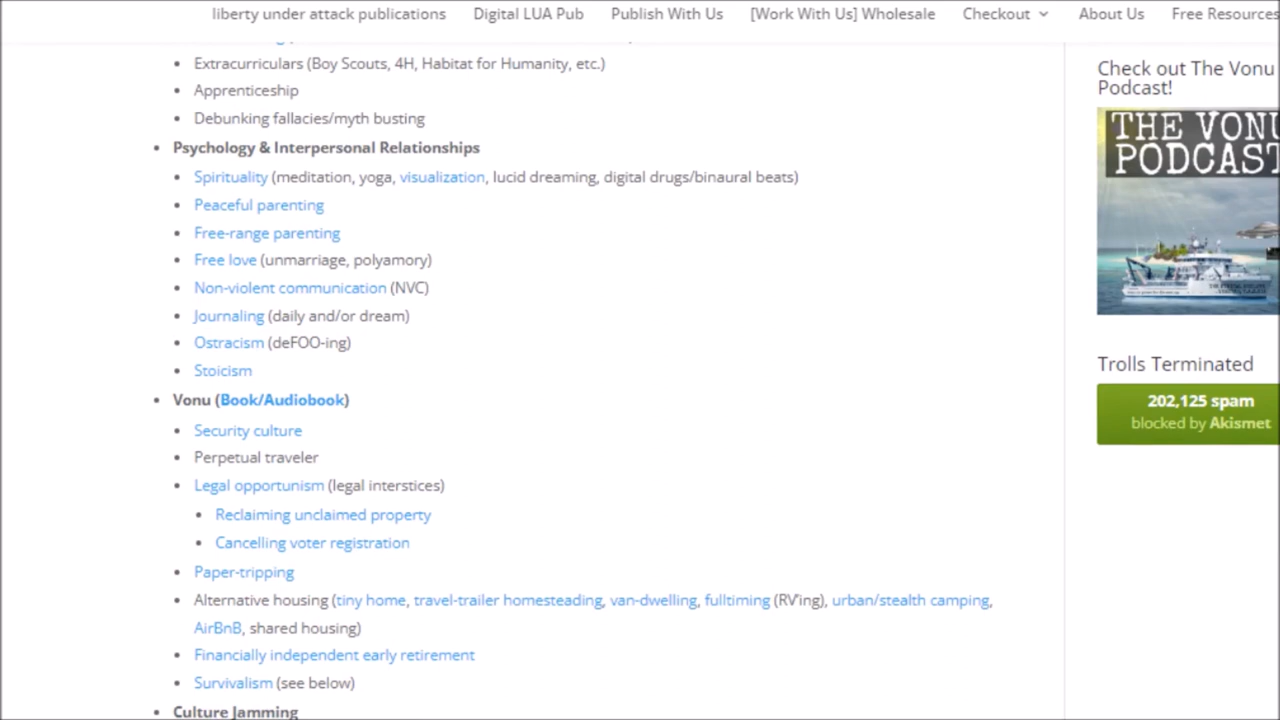 liberty under attack publications Digital LUA Pub Publish With Us [Work With Us] Wholesale Checkout About Us Free Resources
• Extracurriculars (Boy Scouts, 4H, Habitat for Humanity, etc.)
• Apprenticeship
• Debunking fallacies/myth busting
• Psychology & Interpersonal Relationships
• Spirituality (meditation, yoga, visualization, lucid dreaming, digital drugs/binaural beats)
• Peaceful parenting
• Free-range parenting
• Free love (unmarriage, polyamory)
• Non-violent communication (NVC)
• Journaling (daily and/or dream)
• Ostracism (deFOO-ing)
• Stoicism
• Vonu (Book/Audiobook)
• Security culture
• Perpetual traveler
• Legal opportunism (legal interstices)
• Reclaiming unclaimed property
• Cancelling voter registration
• Paper-tripping
• Alternative housing (tiny home, travel-trailer homesteading, van-dwelling, fulltiming (RV'ing), urban/stealth camping,
AirBnB, shared housing)
• Financially independent early retirement
• Survivalism (see below)
• Culture Jamming
Check out The Vonu
Podcast!
THE VONU
PODCAST
Trolls Terminated
202,125 spam
blocked by Akismet